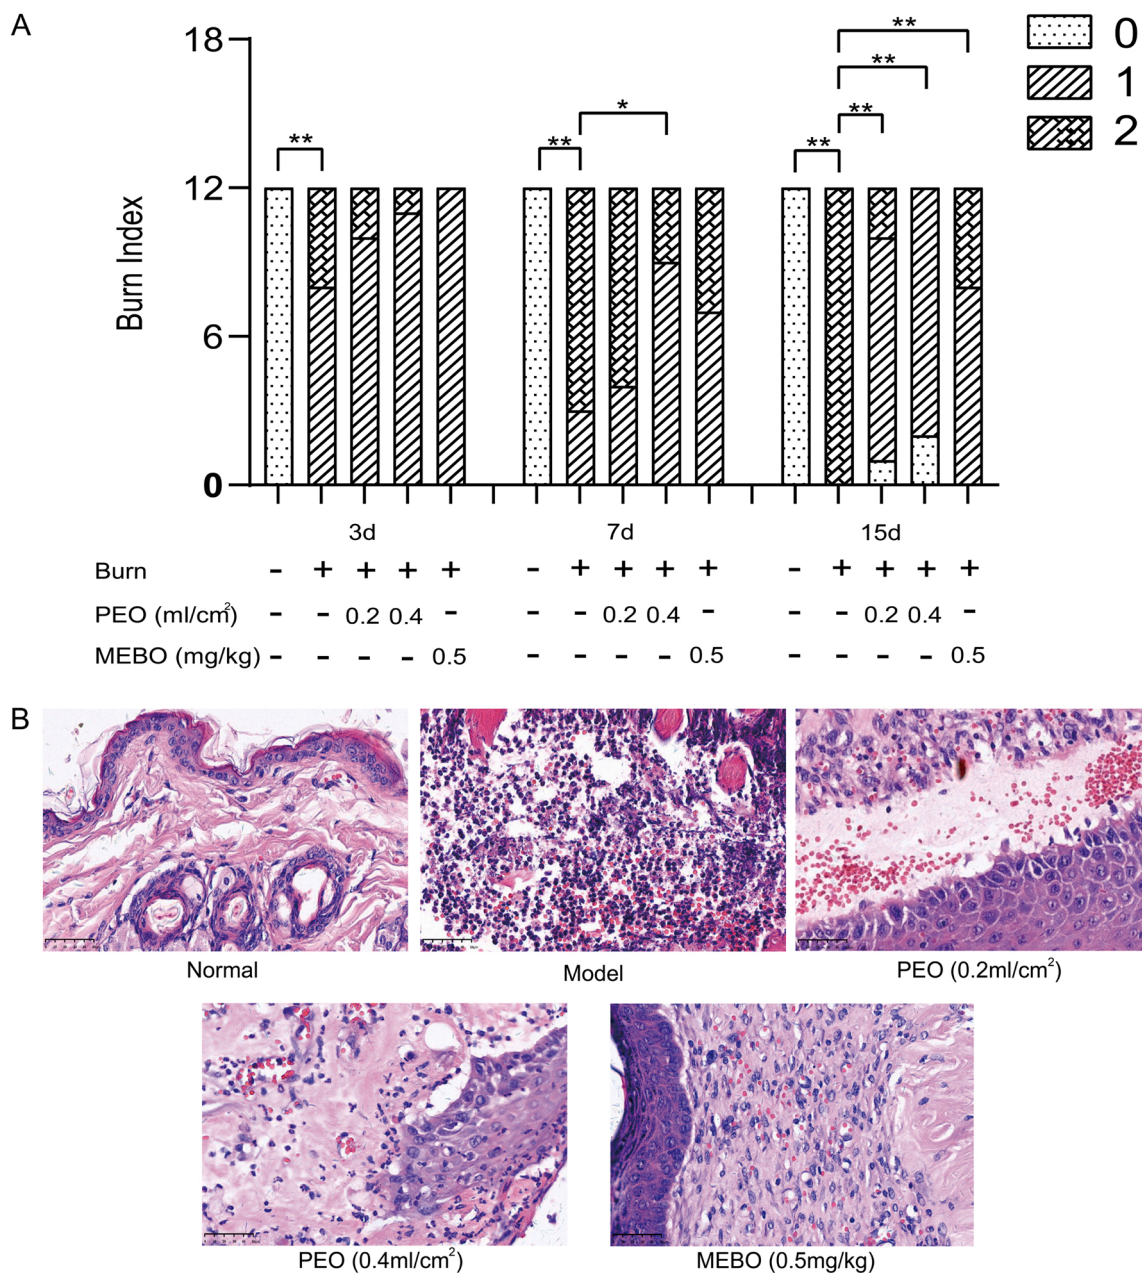 A
18
12
6
0
Burn Index
** ** * ** ** ** **
0
1
2
3d 7d 15d
Burn - + + + + - + + + + - + + + +
PEO (ml/cm²) - - 0.2 0.4 - - - 0.2 0.4 - - - 0.2 0.4 -
MEBO (mg/kg) - - - - 0.5 - - - - 0.5 - - - - 0.5
B
Normal
Model
PEO (0.2ml/cm²)
PEO (0.4ml/cm²)
MEBO (0.5mg/kg)